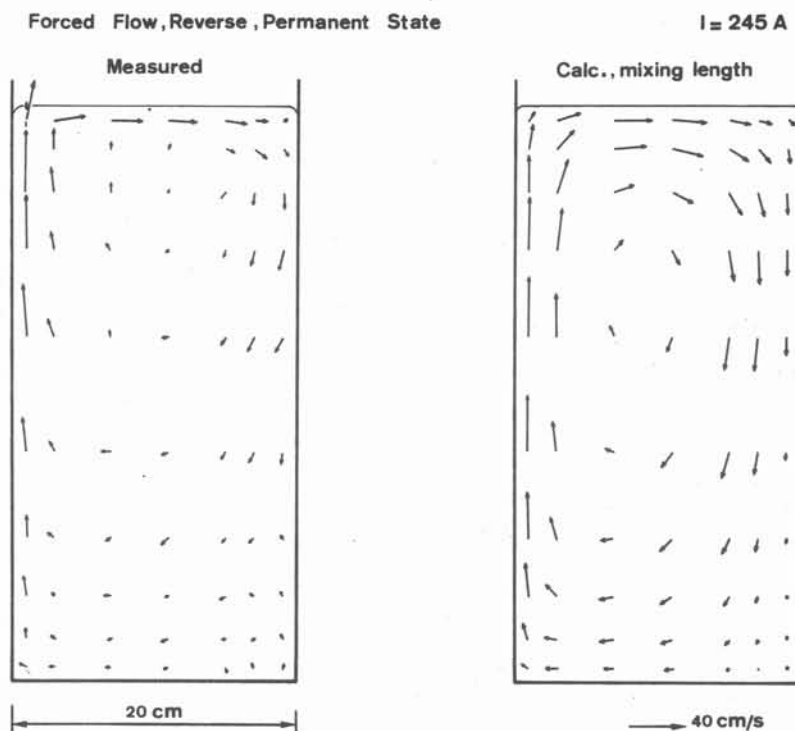 Forced Flow, Reverse, Permanent State
I = 245 A
Measured
Calc., mixing length
20 cm
40 cm/s